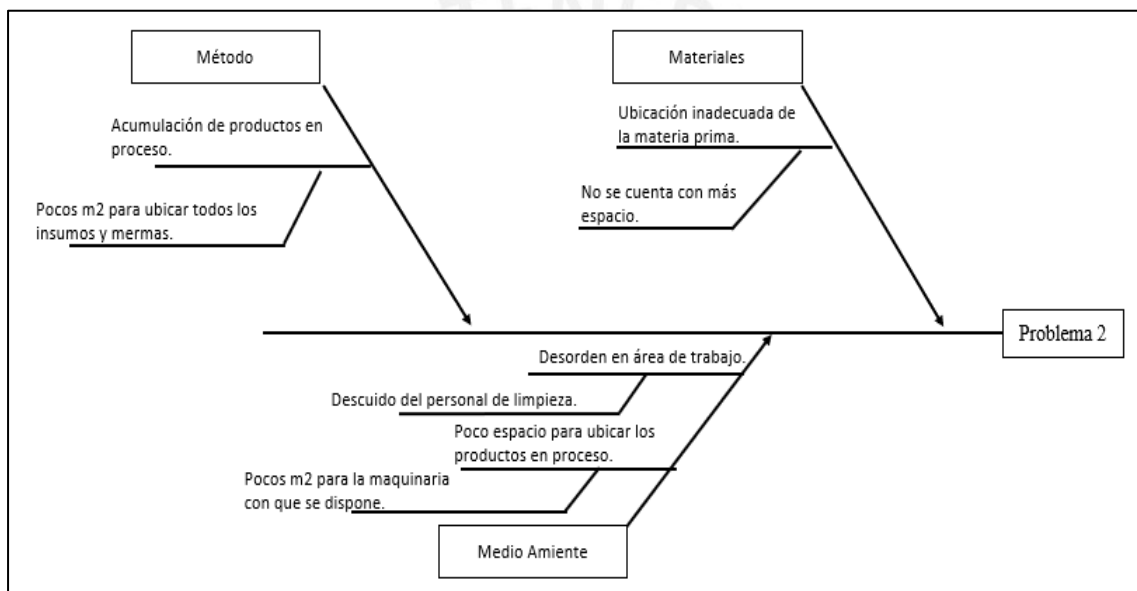 Método
Materiales
Acumulación de productos en
proceso.
Pocos m2 para ubicar todos los
insumos y mermas.
Ubicación inadecuada de
la materia prima.
No se cuenta con más
espacio.
Problema 2
Desorden en área de trabajo.
Descuido del personal de limpieza.
Poco espacio para ubicar los
productos en proceso.
Pocos m2 para la maquinaria
con que se dispone.
Medio Amiente